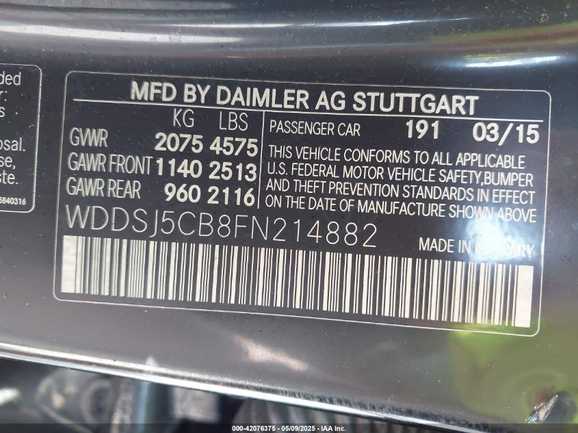 MFD BY DAIMLER AG STUTTGART
KG LBS
GVWR 2075 4575
GAWR FRONT 1140 2513
GAWR REAR 960 2116
PASSENGER CAR 191 03/15
THIS VEHICLE CONFORMS TO ALL APPLICABLE
U.S. FEDERAL MOTOR VEHICLE SAFETY, BUMPER
AND THEFT PREVENTION STANDARDS IN EFFECT
ON THE DATE OF MANUFACTURE SHOWN ABOVE
WDDSJ5CB8FN214882
MADE IN
ded
r:
posal.
se,
ste.
5840316
000-42076375 - 05/09/2025 - IAA, Inc.